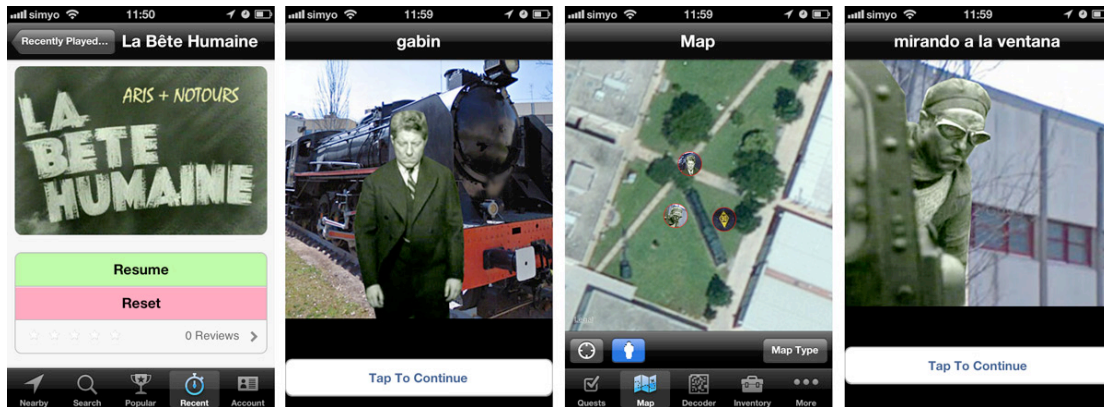 simyo 11:50
Recently Played... La Bête Humaine
ARIS + NOTOURS
LA
BETE
HUMAINE
Resume
Reset
0 Reviews
Nearby Search Popular Recent Account
simyo 11:59
gabin
Tap To Continue
simyo 11:59
Map
Map Type
Quests Map Decoder Inventory More
simyo 11:59
mirando a la ventana
Tap To Continue